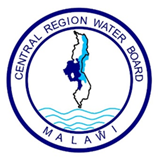 CENTRAL REGION WATER BOARD
MALAWI